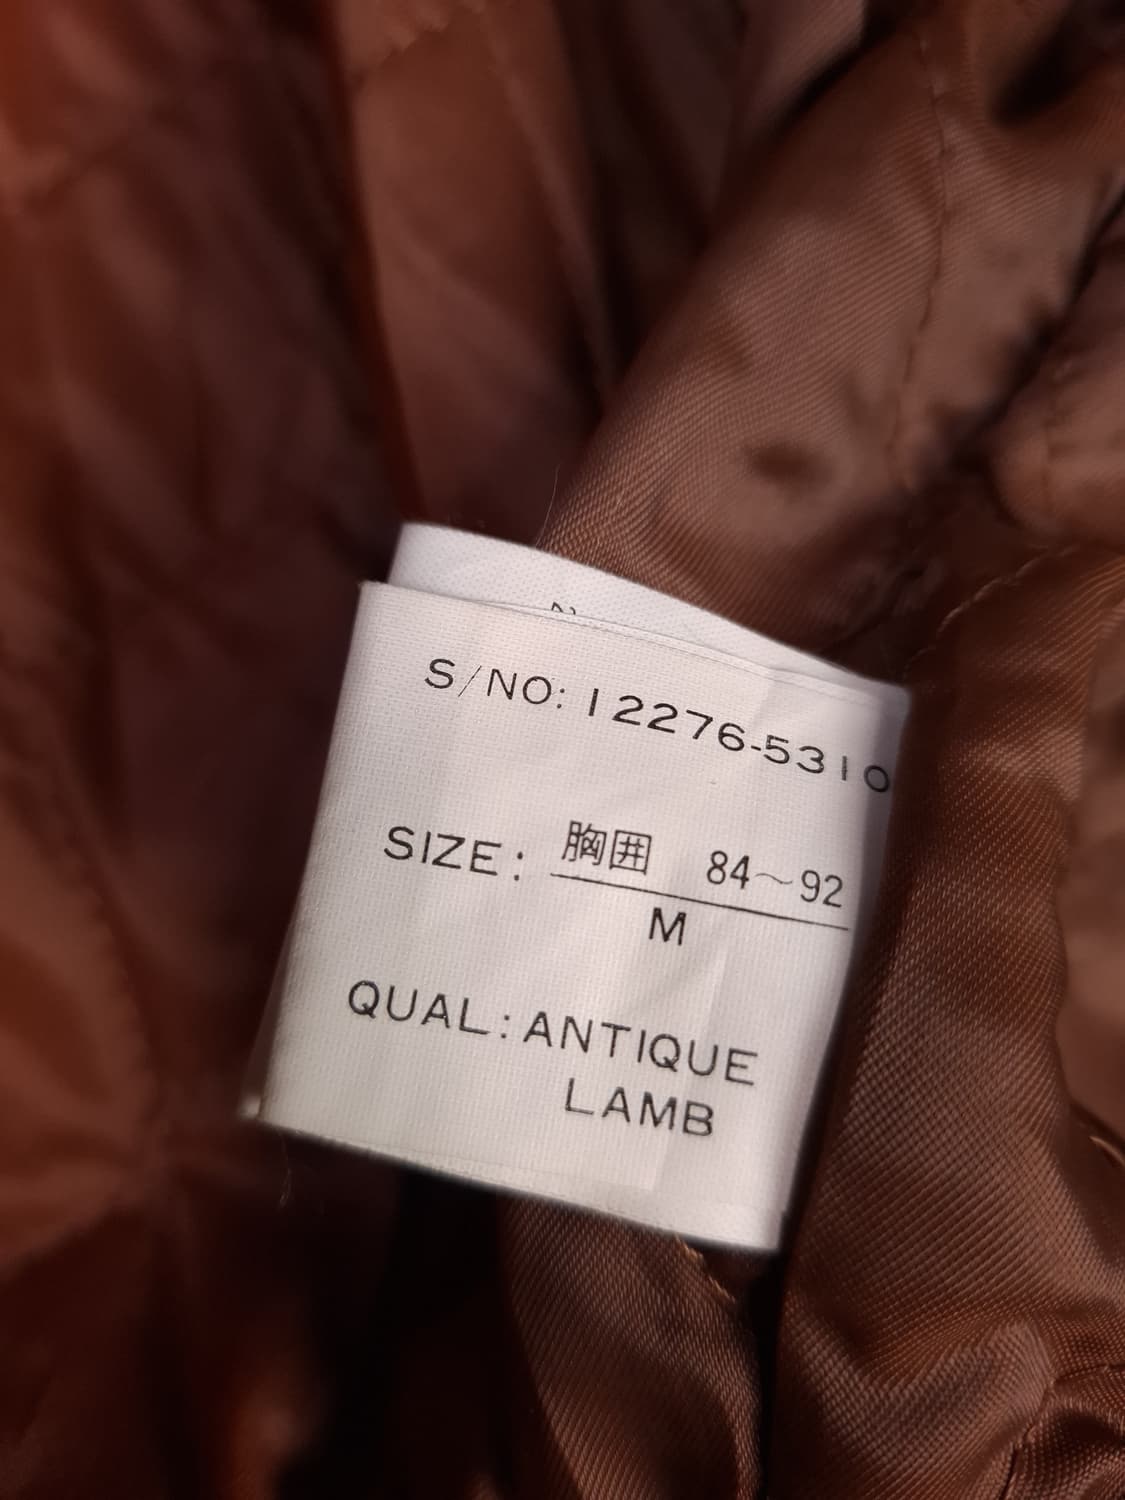 S/NO: 12276-5310
SIZE: 胸囲 84～92
M
QUAL: ANTIQUE
LAMB